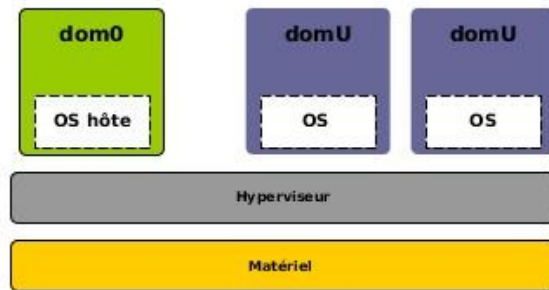 dom0
domU
domU
OS hôte
OS
OS
Hyperviseur
Matériel